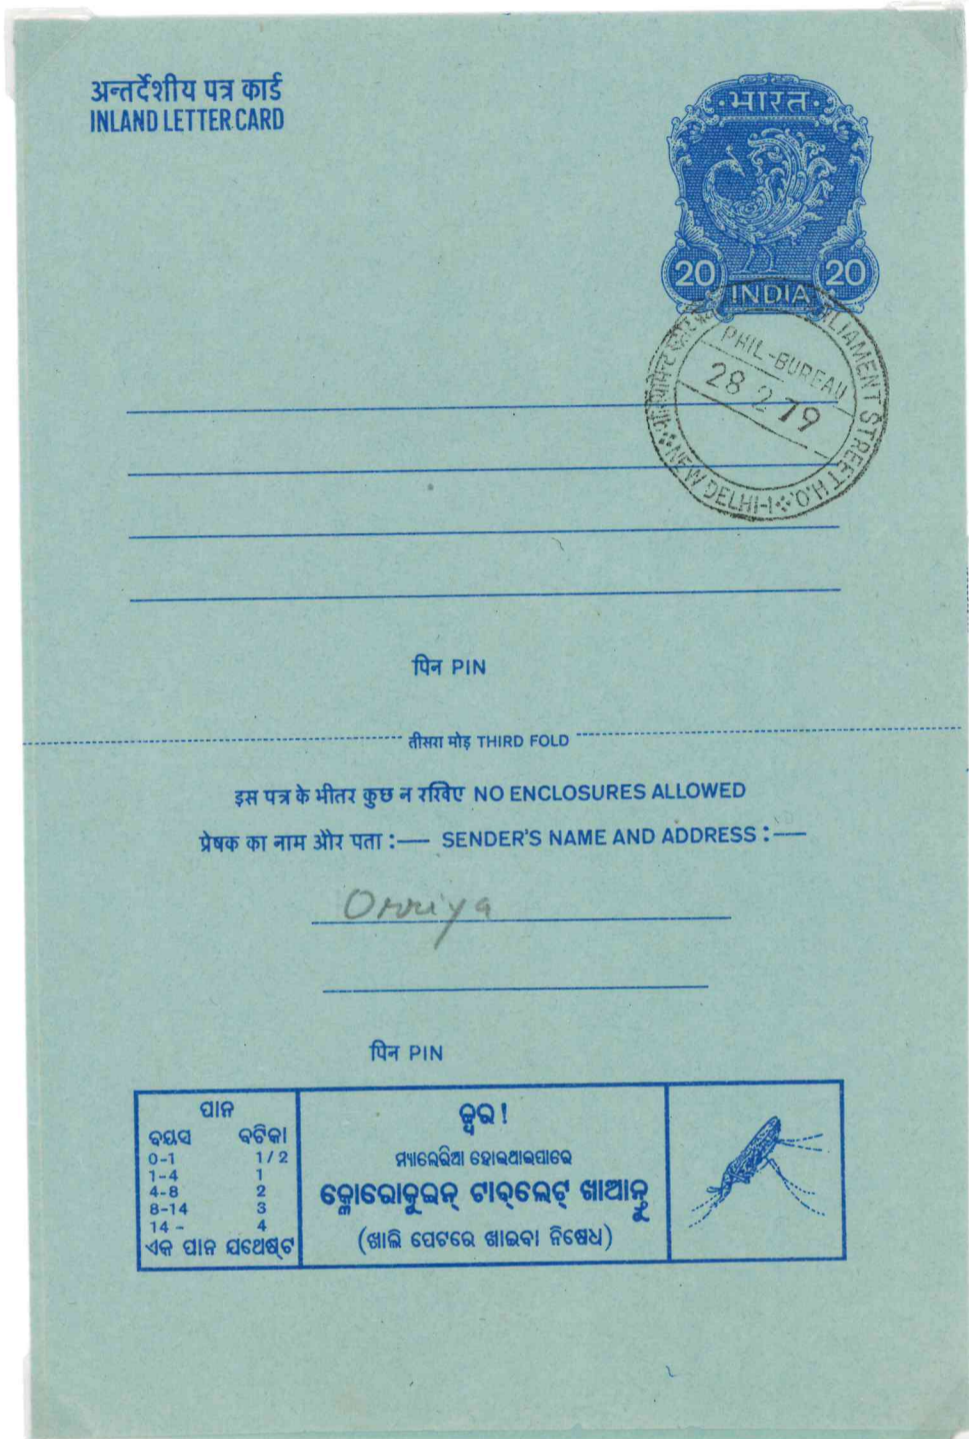 अन्तर्देशीय पत्र कार्ड
INLAND LETTER CARD
भारत
20 20
INDIA
PARLIAMENT STREET H.O.
NEW DELHI-1
PHIL-BUREAU
28 2 79
पिन PIN
तीसरा मोड़ THIRD FOLD
इस पत्र के भीतर कुछ न रखिए NO ENCLOSURES ALLOWED
प्रेषक का नाम और पता :— SENDER'S NAME AND ADDRESS :—
Orriya
पिन PIN
ପାନ
ବୟସ ବଟିକା
0-1 1/2
1-4 1
4-8 2
8-14 3
14 - 4
ଏକ ପାନ ଯଥେଷ୍ଟ
ଜ୍ୱର !
ମ୍ୟାଲେରିଆ ହୋଇଥାଇପାରେ
କ୍ଳୋରୋକୁଇନ୍ ଟାବ୍‌ଲେଟ୍ ଖାଆନ୍ତୁ
(ଖାଲି ପେଟରେ ଖାଇବା ନିଷେଧ)